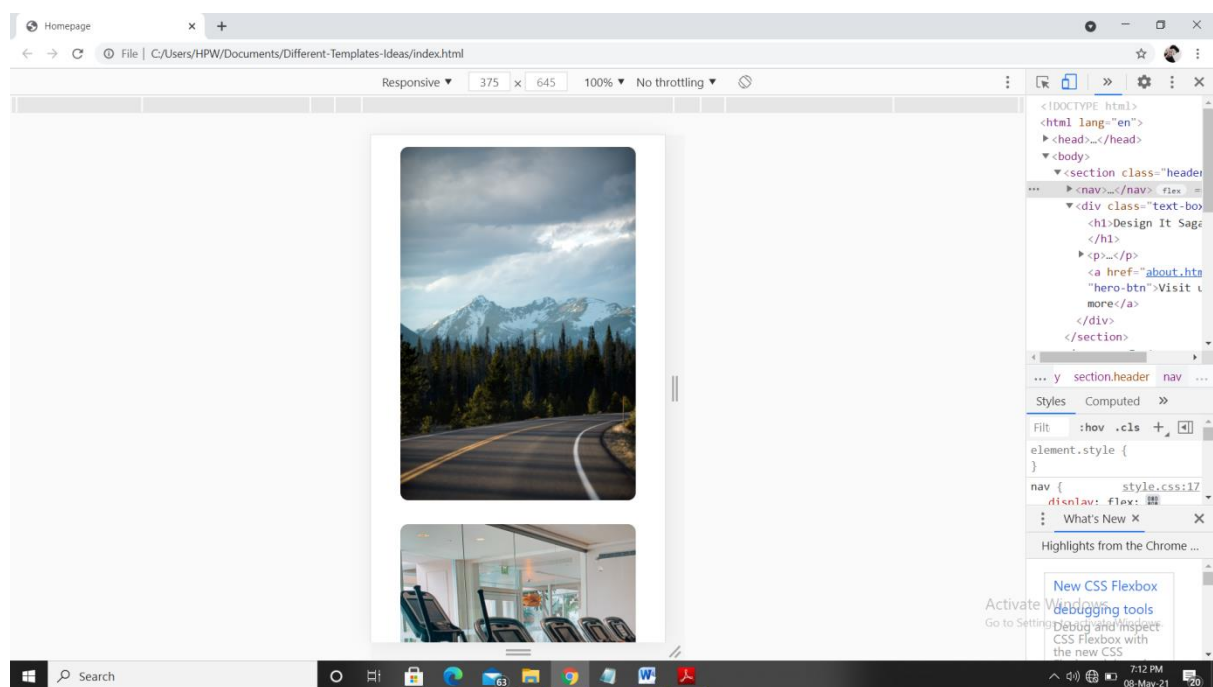 Homepage
File | C:/Users/HPW/Documents/Different-Templates-Ideas/index.html
Responsive ▼ 375 × 645 100% ▼ No throttling ▼
<!DOCTYPE html>
<html lang="en">
▶<head>…</head>
▼<body>
▼<section class="header
••• ▶<nav>…</nav> flex =
▼<div class="text-box
<h1>Design It Saga
</h1>
▶<p>…</p>
<a href="about.htm
"hero-btn">Visit u
more</a>
</div>
</section>
... y section.header nav ...
Styles Computed »
Filt :hov .cls +
element.style {
}
nav { style.css:17
display: flex;
What's New ×
Highlights from the Chrome ...
New CSS Flexbox
debugging tools
Debug and inspect
CSS Flexbox with
the new CSS
Activate Windows
Go to Settings to activate Windows.
Search
63
7:12 PM
08-May-21
20